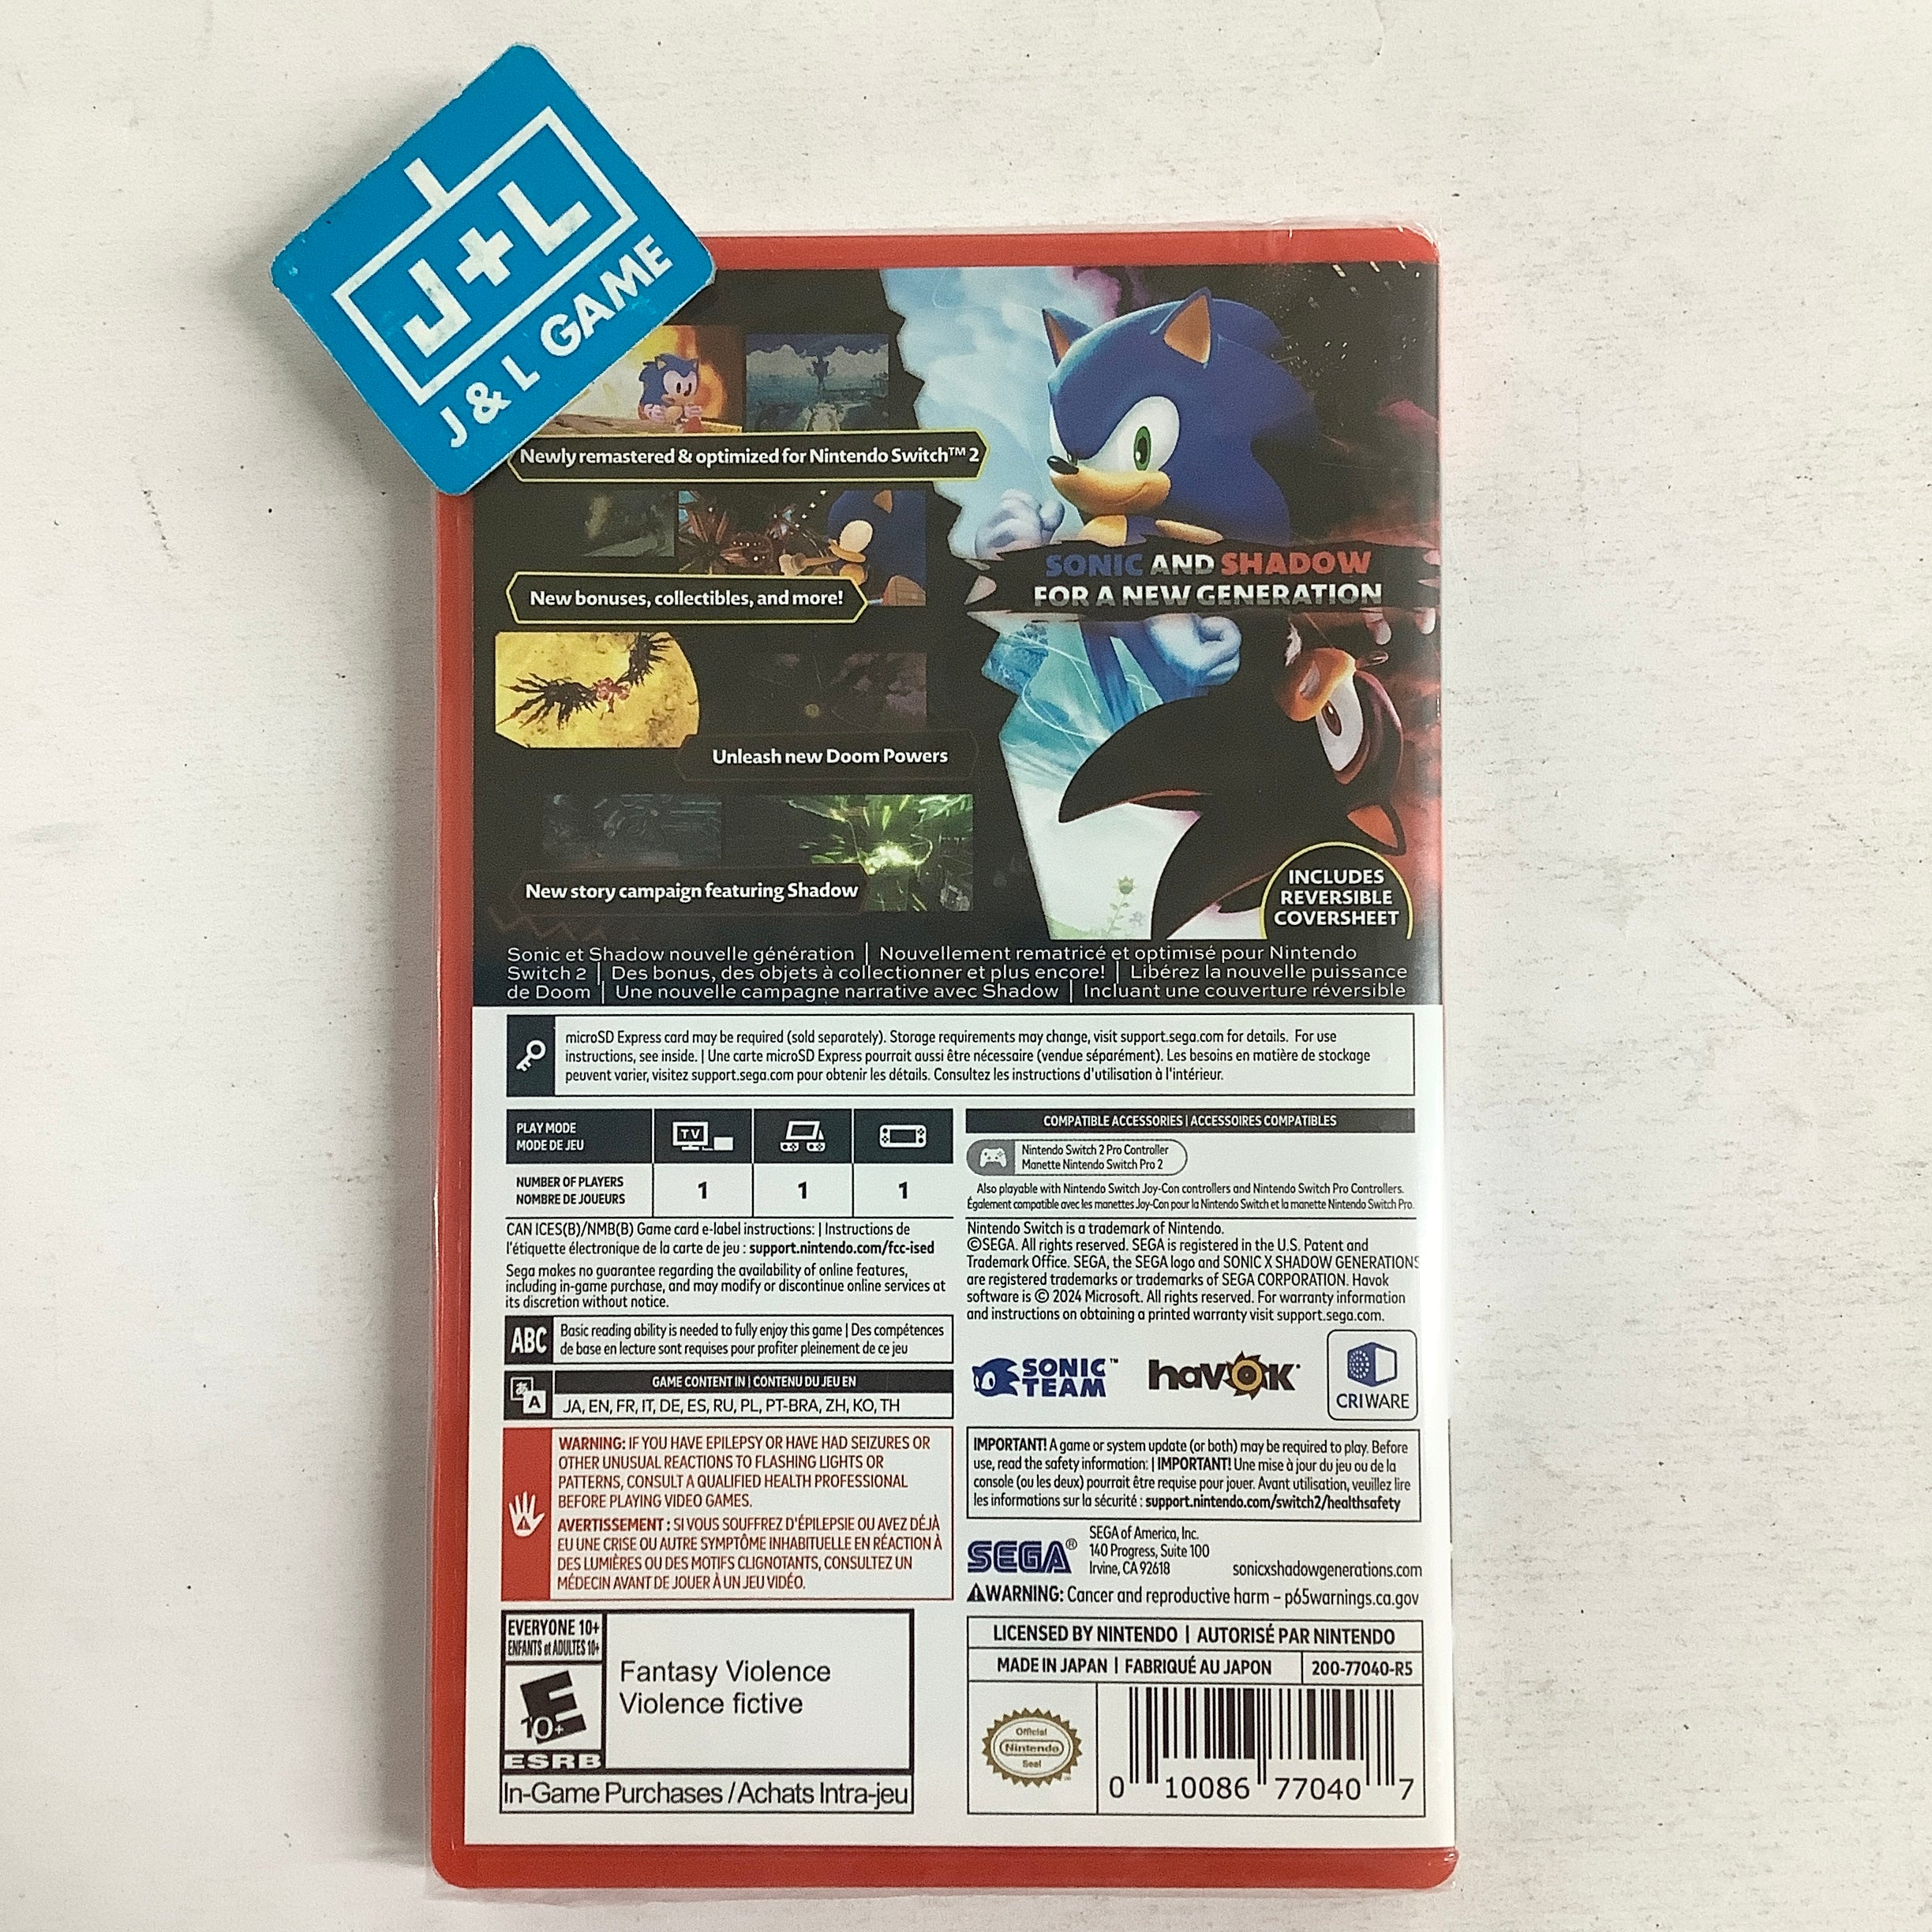 J+L
J & L GAME
Newly remastered & optimized for Nintendo Switch™ 2
New bonuses, collectibles, and more!
SONIC AND SHADOW
FOR A NEW GENERATION
Unleash new Doom Powers
New story campaign featuring Shadow
INCLUDES
REVERSIBLE
COVERSHEET
Sonic et Shadow nouvelle génération | Nouvellement rematricé et optimisé pour Nintendo
Switch 2 | Des bonus, des objets à collectionner et plus encore! | Libérez la nouvelle puissance
de Doom | Une nouvelle campagne narrative avec Shadow | Incluant une couverture réversible
microSD Express card may be required (sold separately). Storage requirements may change, visit support.sega.com for details. For use
instructions, see inside. | Une carte microSD Express pourrait aussi être nécessaire (vendue séparément). Les besoins en matière de stockage
peuvent varier, visitez support.sega.com pour obtenir les détails. Consultez les instructions d'utilisation à l'intérieur.
PLAY MODE
MODE DE JEU
TV
NUMBER OF PLAYERS
NOMBRE DE JOUEURS
1 1 1
CAN ICES(B)/NMB(B) Game card e-label instructions: | Instructions de
l'étiquette électronique de la carte de jeu : support.nintendo.com/fcc-ised
Sega makes no guarantee regarding the availability of online features,
including in-game purchase, and may modify or discontinue online services at
its discretion without notice.
ABC
Basic reading ability is needed to fully enjoy this game | Des compétences
de base en lecture sont requises pour profiter pleinement de ce jeu
あA
GAME CONTENT IN | CONTENU DU JEU EN
JA, EN, FR, IT, DE, ES, RU, PL, PT-BRA, ZH, KO, TH
WARNING: IF YOU HAVE EPILEPSY OR HAVE HAD SEIZURES OR
OTHER UNUSUAL REACTIONS TO FLASHING LIGHTS OR
PATTERNS, CONSULT A QUALIFIED HEALTH PROFESSIONAL
BEFORE PLAYING VIDEO GAMES.
AVERTISSEMENT : SI VOUS SOUFFREZ D'ÉPILEPSIE OU AVEZ DÉJÀ
EU UNE CRISE OU AUTRE SYMPTÔME INHABITUELLE EN RÉACTION À
DES LUMIÈRES OU DES MOTIFS CLIGNOTANTS, CONSULTEZ UN
MÉDECIN AVANT DE JOUER À UN JEU VIDÉO.
EVERYONE 10+
ENFANTS et ADULTES 10+
E
10+
ESRB
Fantasy Violence
Violence fictive
In-Game Purchases / Achats Intra-jeu
COMPATIBLE ACCESSORIES | ACCESSOIRES COMPATIBLES
Nintendo Switch 2 Pro Controller
Manette Nintendo Switch Pro 2
Also playable with Nintendo Switch Joy-Con controllers and Nintendo Switch Pro Controllers.
Également compatible avec les manettes Joy-Con pour la Nintendo Switch et la manette Nintendo Switch Pro.
Nintendo Switch is a trademark of Nintendo.
©SEGA. All rights reserved. SEGA is registered in the U.S. Patent and
Trademark Office. SEGA, the SEGA logo and SONIC X SHADOW GENERATIONS
are registered trademarks or trademarks of SEGA CORPORATION. Havok
software is © 2024 Microsoft. All rights reserved. For warranty information
and instructions on obtaining a printed warranty visit support.sega.com.
SONIC TEAM™
havok
CRIWARE
IMPORTANT! A game or system update (or both) may be required to play. Before
use, read the safety information: | IMPORTANT! Une mise à jour du jeu ou de la
console (ou les deux) pourrait être requise pour jouer. Avant utilisation, veuillez lire
les informations sur la sécurité : support.nintendo.com/switch2/healthsafety
SEGA®
SEGA of America, Inc.
140 Progress, Suite 100
Irvine, CA 92618
sonicxshadowgenerations.com
WARNING: Cancer and reproductive harm – p65warnings.ca.gov
LICENSED BY NINTENDO | AUTORISÉ PAR NINTENDO
MADE IN JAPAN | FABRIQUÉ AU JAPON
200-77040-R5
Official
Nintendo
Seal
0 10086 77040 7